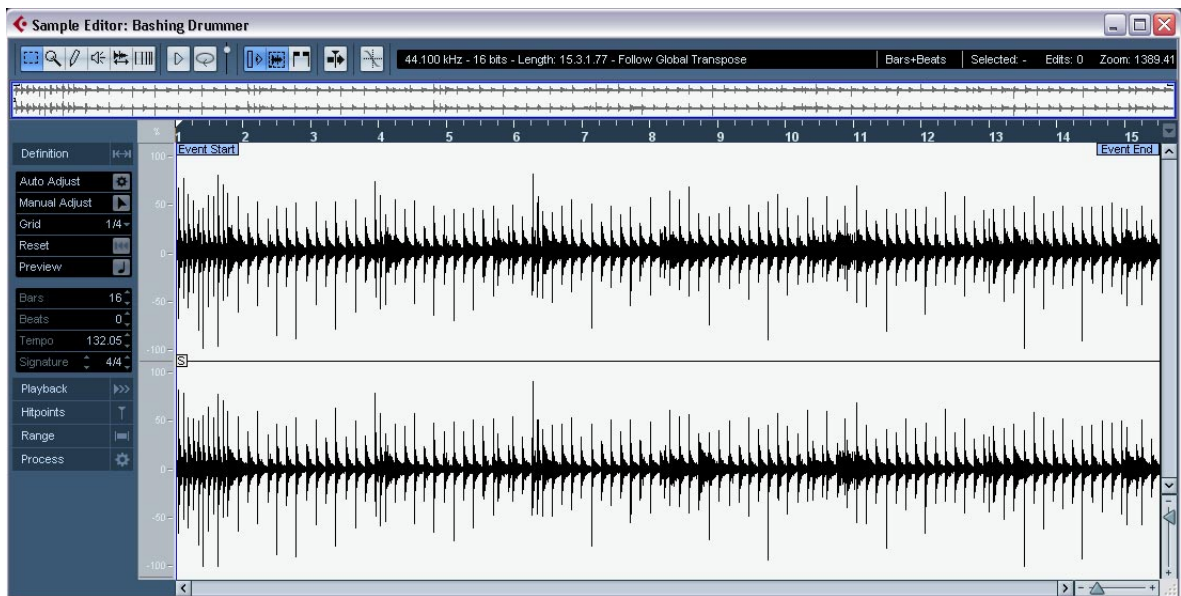 Sample Editor: Bashing Drummer
44.100 kHz - 16 bits - Length: 15.3.1.77 - Follow Global Transpose
Bars+Beats
Selected: -
Edits: 0
Zoom: 1389.41
%
1 2 3 4 5 6 7 8 9 10 11 12 13 14 15
Event Start
Event End
Definition
Auto Adjust
Manual Adjust
Grid 1/4
Reset
Preview
Bars 16
Beats 0
Tempo 132.05
Signature 4/4
Playback
Hitpoints
Range
Process
100
50
0
-50
-100
S
100
50
0
-50
-100